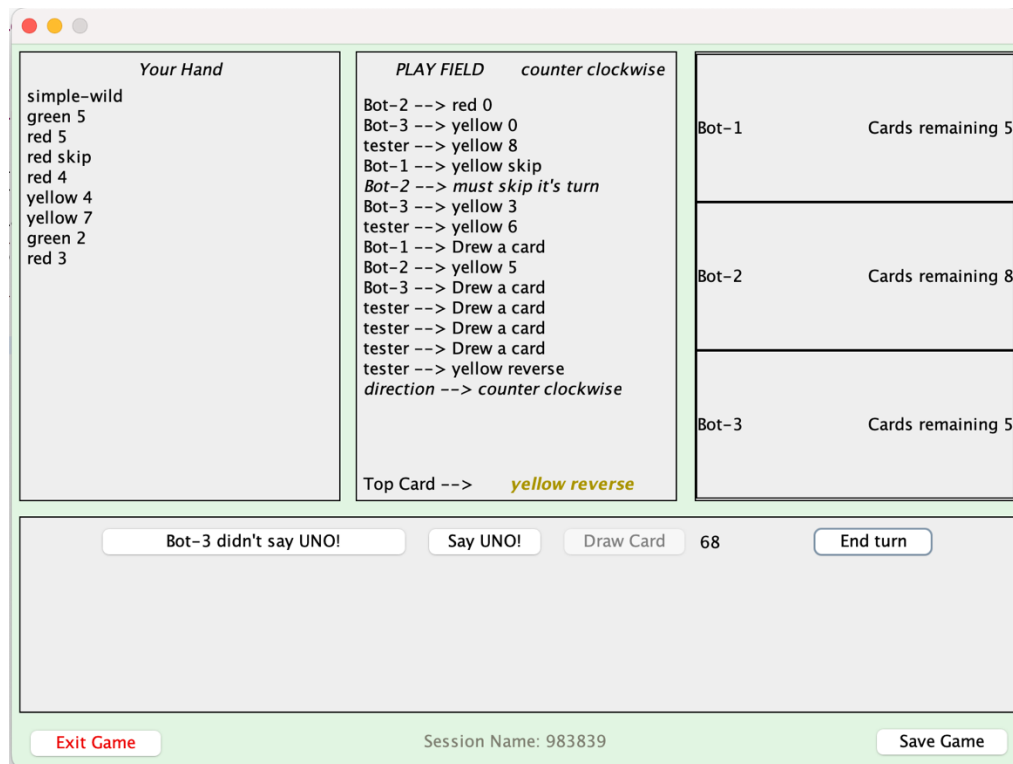 Your Hand
simple-wild
green 5
red 5
red skip
red 4
yellow 4
yellow 7
green 2
red 3
PLAY FIELD counter clockwise
Bot-2 --> red 0
Bot-3 --> yellow 0
tester --> yellow 8
Bot-1 --> yellow skip
Bot-2 --> must skip it's turn
Bot-3 --> yellow 3
tester --> yellow 6
Bot-1 --> Drew a card
Bot-2 --> yellow 5
Bot-3 --> Drew a card
tester --> Drew a card
tester --> Drew a card
tester --> Drew a card
tester --> yellow reverse
direction --> counter clockwise
Top Card --> yellow reverse
Bot-1 Cards remaining 5
Bot-2 Cards remaining 8
Bot-3 Cards remaining 5
Bot-3 didn't say UNO! Say UNO! Draw Card 68 End turn
Exit Game Session Name: 983839 Save Game